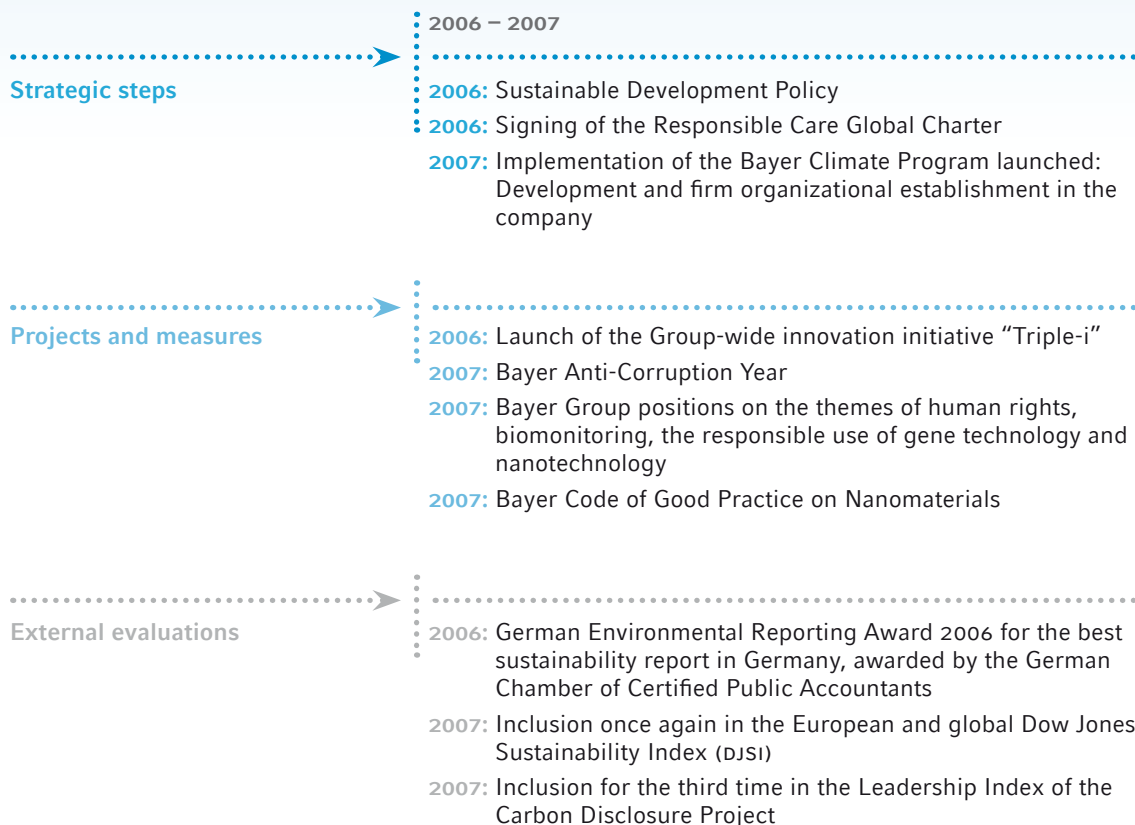 2006 – 2007
Strategic steps
2006: Sustainable Development Policy
2006: Signing of the Responsible Care Global Charter
2007: Implementation of the Bayer Climate Program launched:
Development and firm organizational establishment in the
company
Projects and measures
2006: Launch of the Group-wide innovation initiative “Triple-i”
2007: Bayer Anti-Corruption Year
2007: Bayer Group positions on the themes of human rights,
biomonitoring, the responsible use of gene technology and
nanotechnology
2007: Bayer Code of Good Practice on Nanomaterials
External evaluations
2006: German Environmental Reporting Award 2006 for the best
sustainability report in Germany, awarded by the German
Chamber of Certified Public Accountants
2007: Inclusion once again in the European and global Dow Jones
Sustainability Index (DJSI)
2007: Inclusion for the third time in the Leadership Index of the
Carbon Disclosure Project